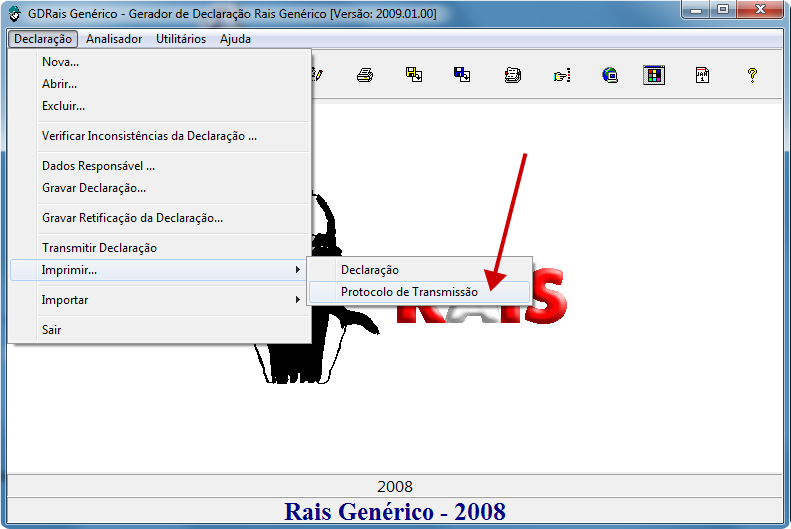 GDRais Genérico - Gerador de Declaração Rais Genérico [Versão: 2009.01.00]
Declaração Analisador Utilitários Ajuda
Nova...
Abrir...
Excluir...
Verificar Inconsistências da Declaração ...
Dados Responsável ...
Gravar Declaração...
Gravar Retificação da Declaração...
Transmitir Declaração
Imprimir...
Declaração
Protocolo de Transmissão
Importar
Sair
RAIS
2008
Rais Genérico - 2008